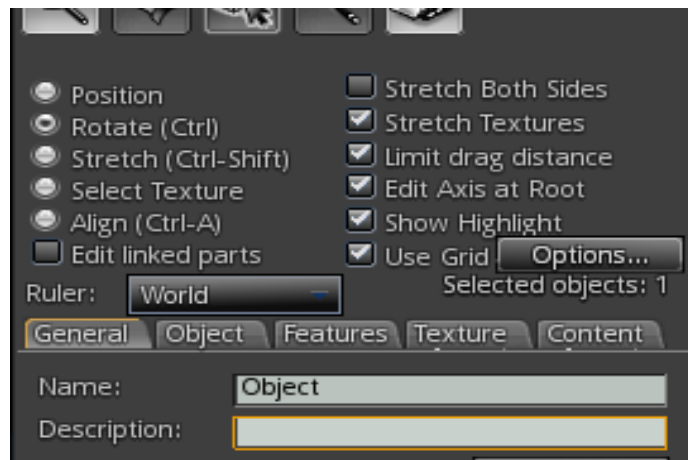 Position
Rotate (Ctrl)
Stretch (Ctrl-Shift)
Select Texture
Align (Ctrl-A)
Edit linked parts
Stretch Both Sides
Stretch Textures
Limit drag distance
Edit Axis at Root
Show Highlight
Use Grid Options...
Selected objects: 1
Ruler: World
General Object Features Texture Content
Name: Object
Description: